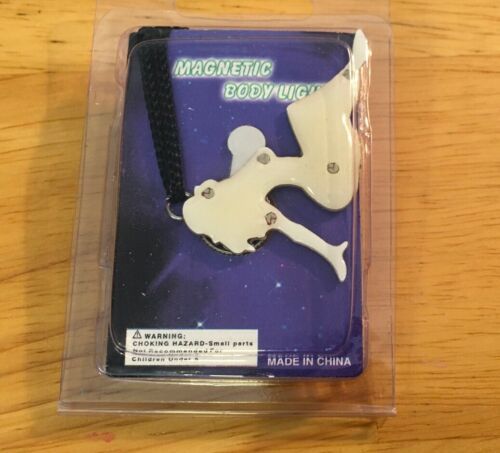 MAGNETIC
BODY LIGH
⚠ WARNING:
CHOKING HAZARD-Small parts
Not Recommended For
Children Under
MADE IN CHINA